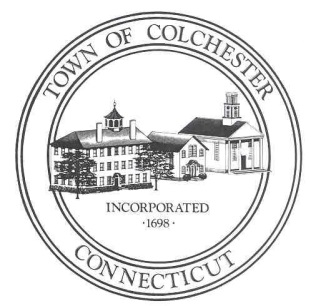 TOWN OF COLCHESTER
INCORPORATED
·1698·
CONNECTICUT